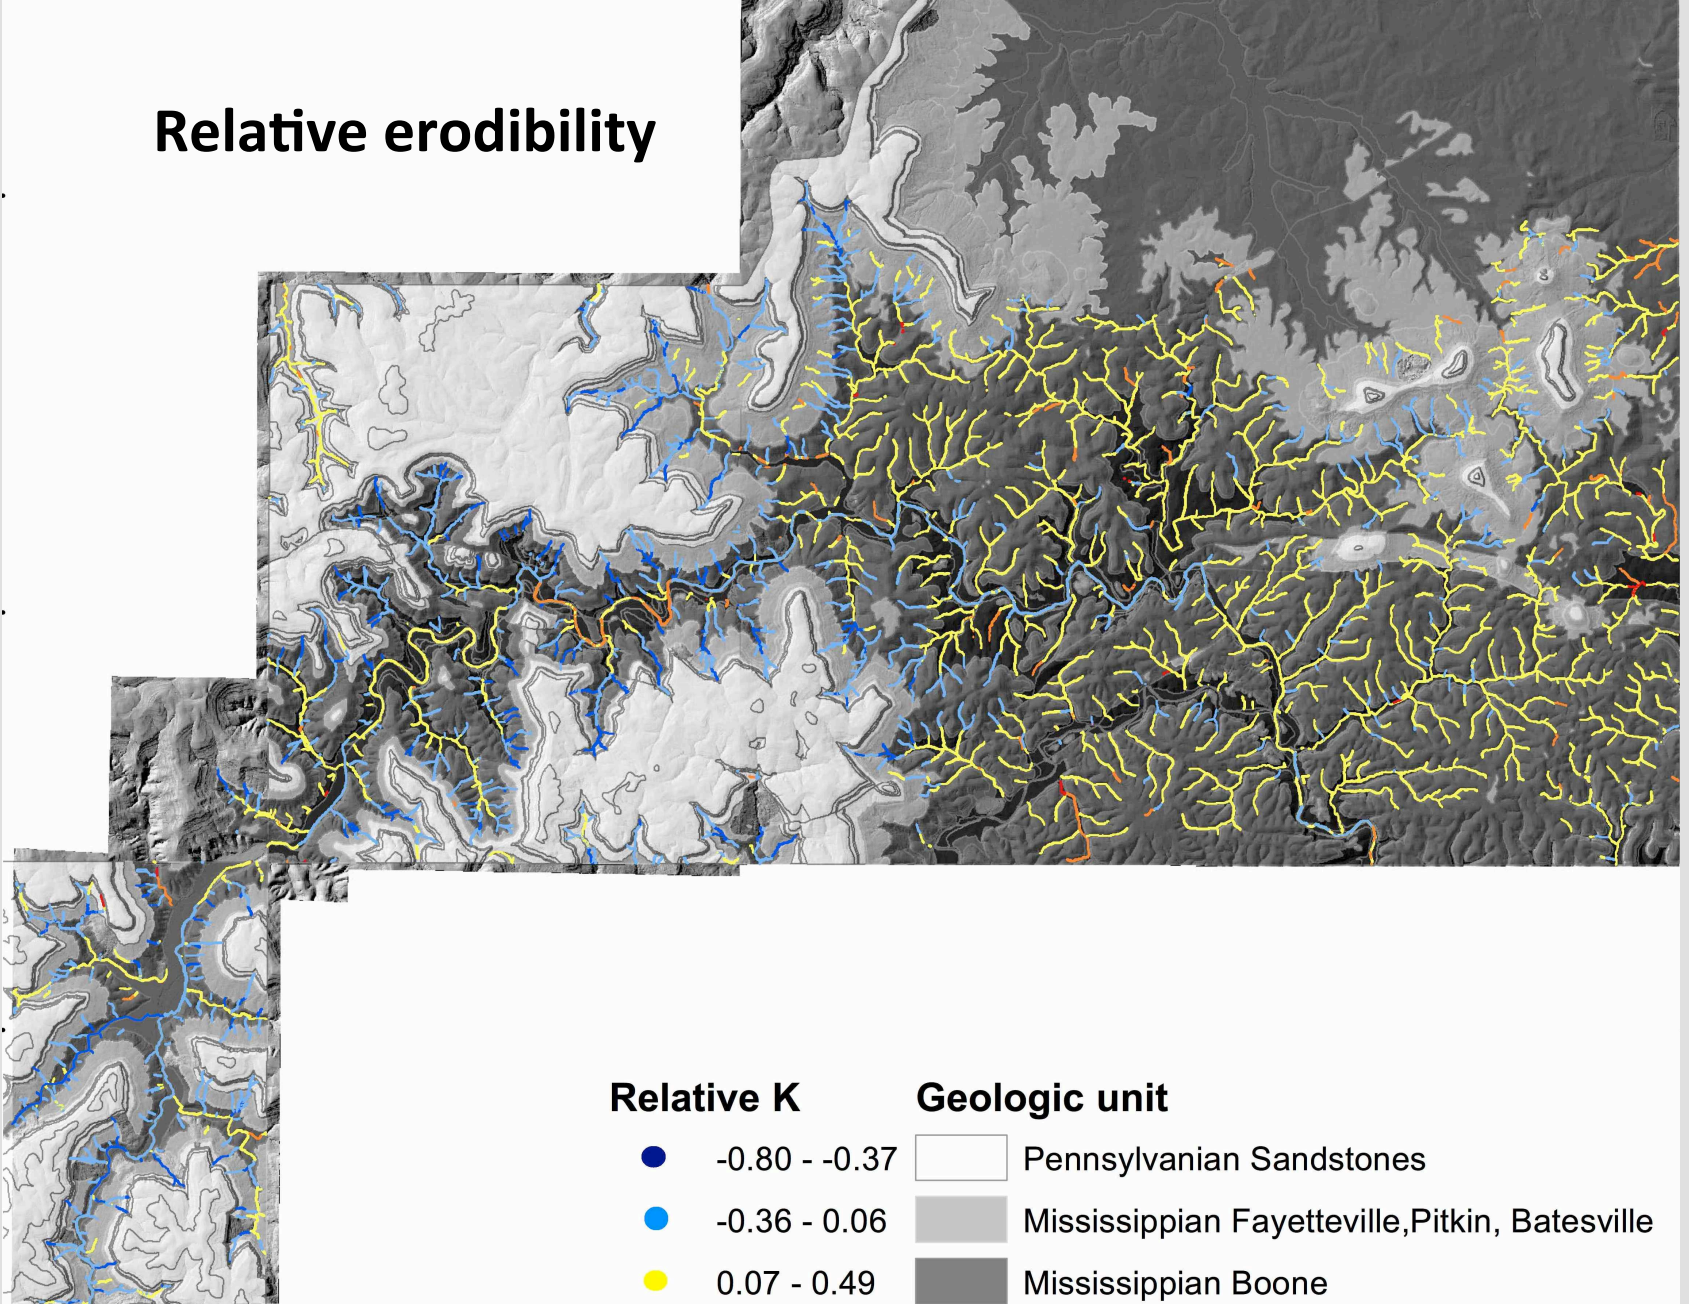 Relative erodibility
Relative K
Geologic unit
-0.80 - -0.37
Pennsylvanian Sandstones
-0.36 - 0.06
Mississippian Fayetteville,Pitkin, Batesville
0.07 - 0.49
Mississippian Boone